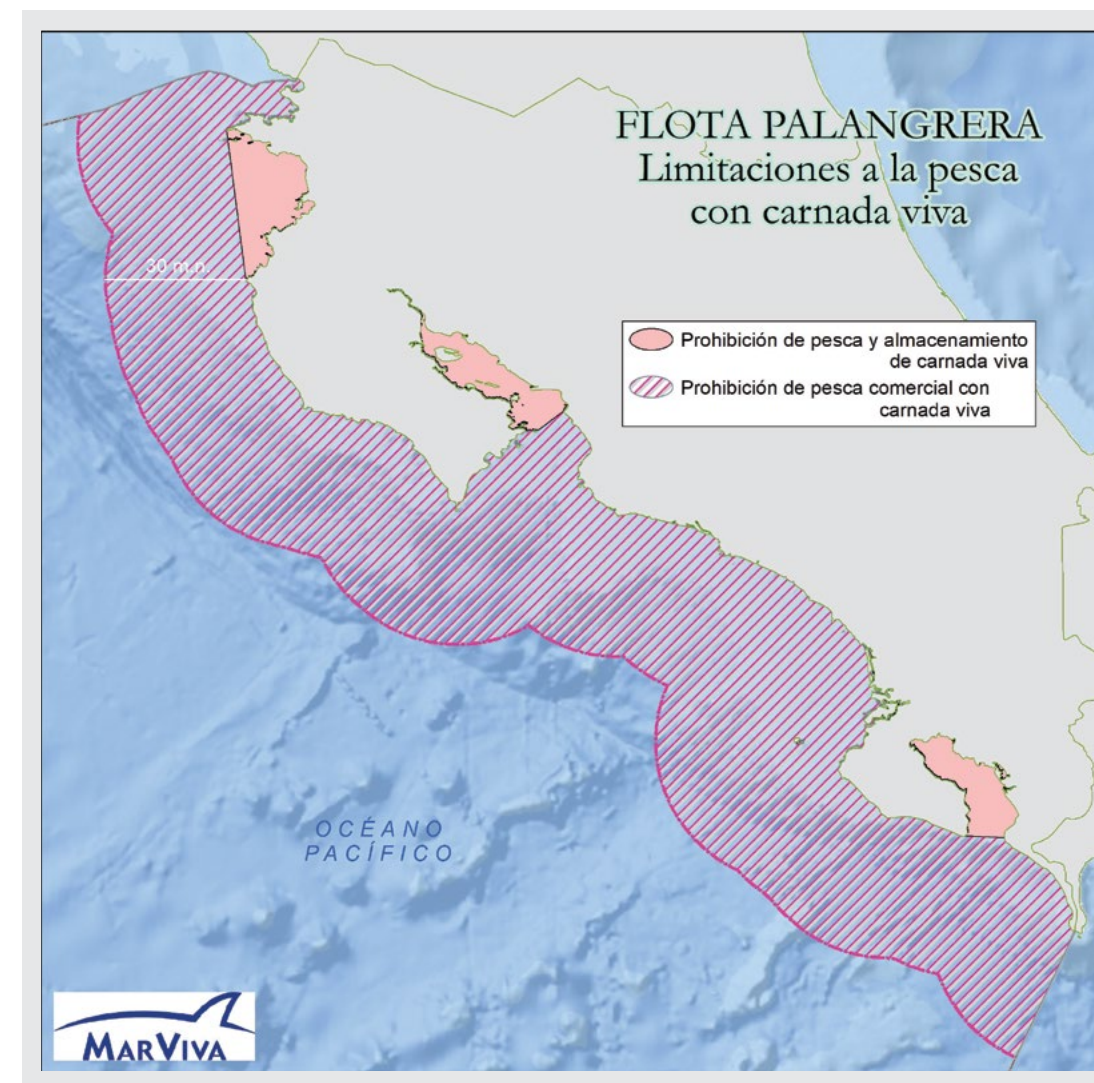 FLOTA PALANGRERA
Limitaciones a la pesca
con carnada viva
30 m.n.
Prohibición de pesca y almacenamiento
de carnada viva
Prohibición de pesca comercial con
carnada viva
OCÉANO
PACÍFICO
MARVIVA